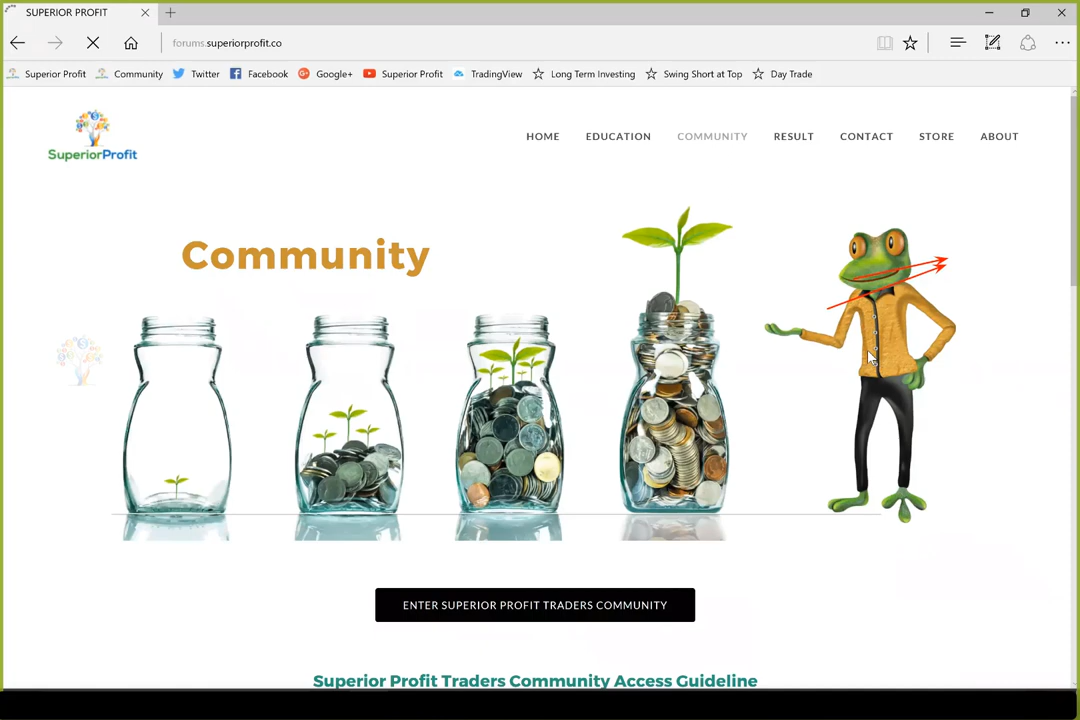 SUPERIOR PROFIT
forums.superiorprofit.co
Superior Profit Community Twitter Facebook Google+ Superior Profit TradingView Long Term Investing Swing Short at Top Day Trade
SuperiorProfit
HOME EDUCATION COMMUNITY RESULT CONTACT STORE ABOUT
Community
ENTER SUPERIOR PROFIT TRADERS COMMUNITY
Superior Profit Traders Community Access Guideline